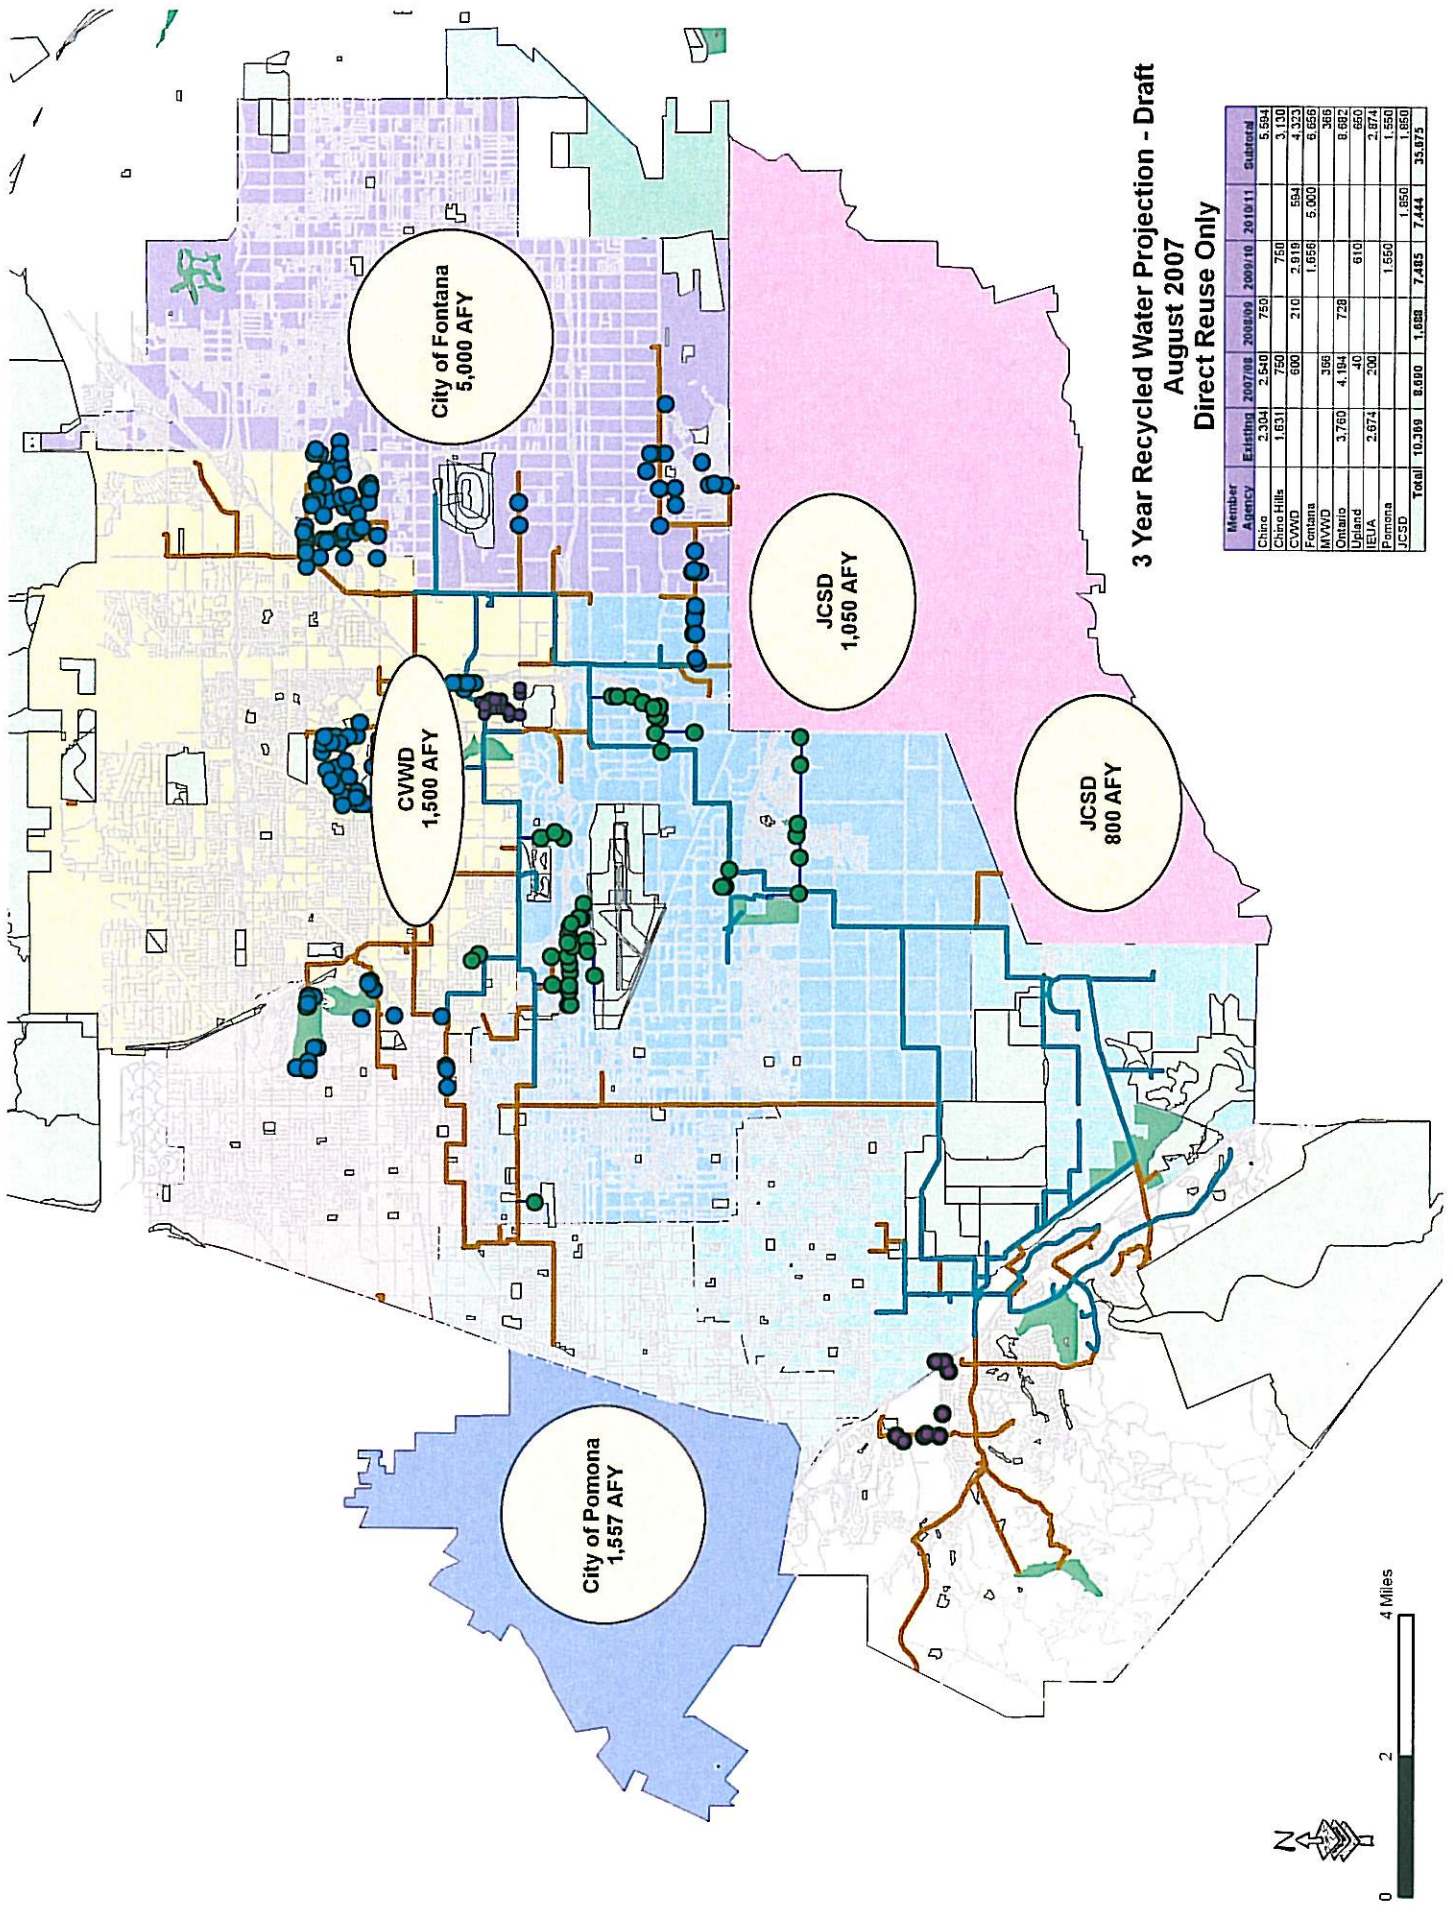 City of Fontana
5,000 AFY
CVWD
1,500 AFY
JCSD
1,050 AFY
JCSD
800 AFY
City of Pomona
1,557 AFY
3 Year Recycled Water Projection - Draft
August 2007
Direct Reuse Only
Member
Agency Existing 2007/08 2008/09 2009/10 2010/11 Subtotal
Chino 2,304 2,540 750 5,594
Chino Hills 1,631 750 750 3,130
CVWD 600 210 2,919 594 4,323
Fontana 1,656 5,000 6,656
MVWD 366 366
Ontario 3,760 4,194 728 8,682
Upland 40 610 650
IEUA 2,674 200 2,874
Pomona 1,550 1,550
JCSD 1,850 1,850
Total 10,369 8,690 1,688 7,485 7,444 35,675
N
0 2 4 Miles